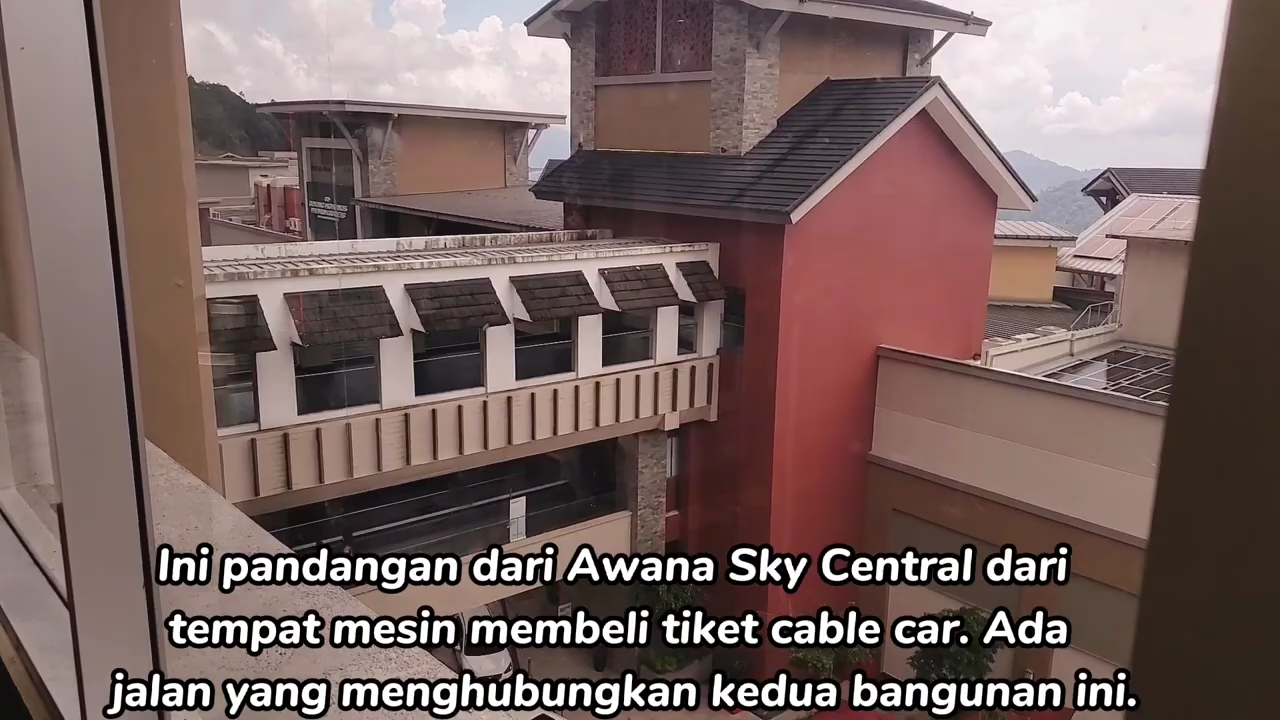 Ini pandangan dari Awana Sky Central dari
tempat mesin membeli tiket cable car. Ada
jalan yang menghubungkan kedua bangunan ini.